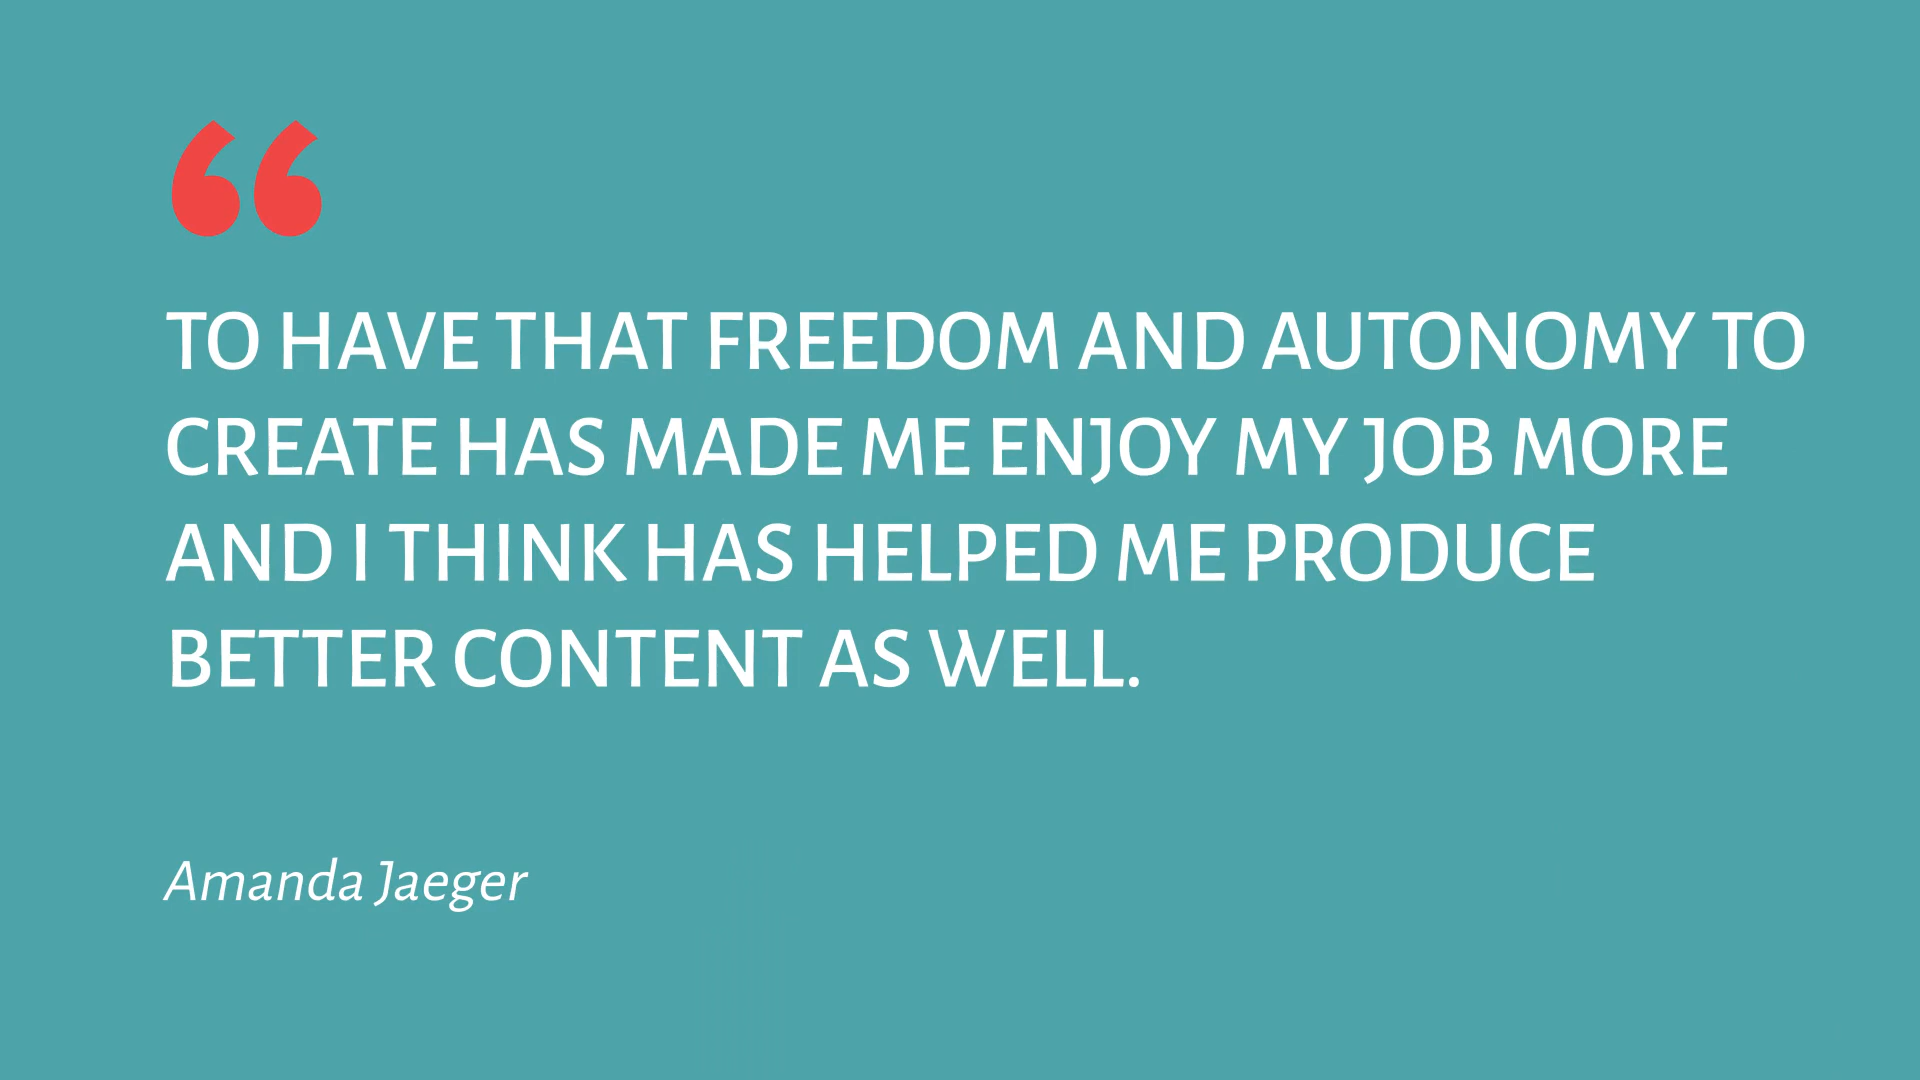 “
TO HAVE THAT FREEDOM AND AUTONOMY TO
CREATE HAS MADE ME ENJOY MY JOB MORE
AND I THINK HAS HELPED ME PRODUCE
BETTER CONTENT AS WELL.
Amanda Jaeger